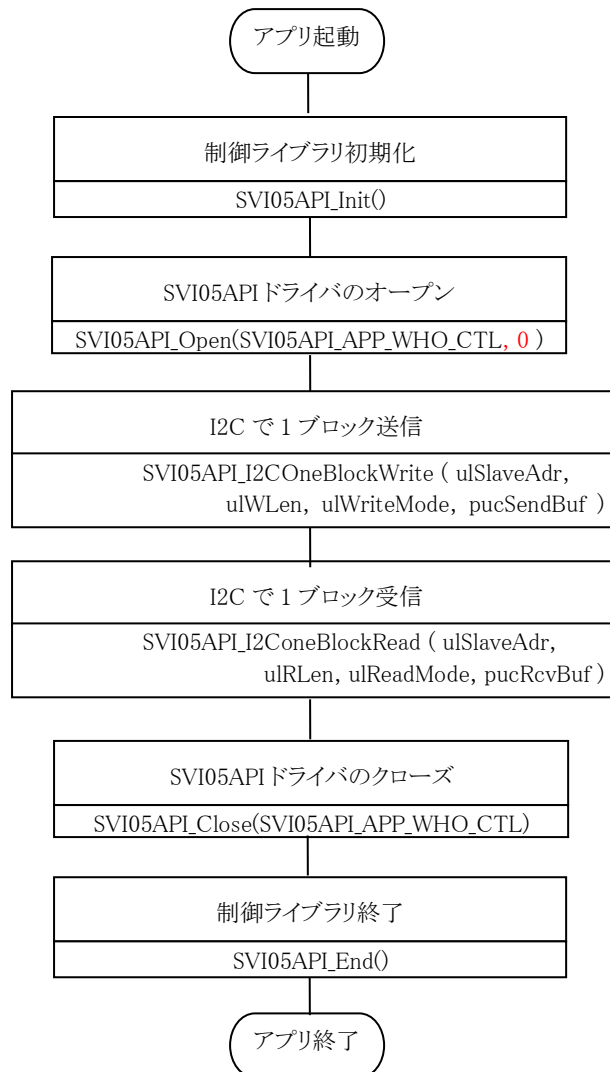 アプリ起動
制御ライブラリ初期化
SVI05API_Init()
SVI05APIドライバのオープン
SVI05API_Open(SVI05API_APP_WHO_CTL, 0 )
I2C で 1 ブロック送信
SVI05API_I2COneBlockWrite ( ulSlaveAdr,
ulWLen, ulWriteMode, pucSendBuf )
I2C で 1 ブロック受信
SVI05API_I2ConeBlockRead ( ulSlaveAdr,
ulRLen, ulReadMode, pucRcvBuf )
SVI05APIドライバのクローズ
SVI05API_Close(SVI05API_APP_WHO_CTL)
制御ライブラリ終了
SVI05API_End()
アプリ終了